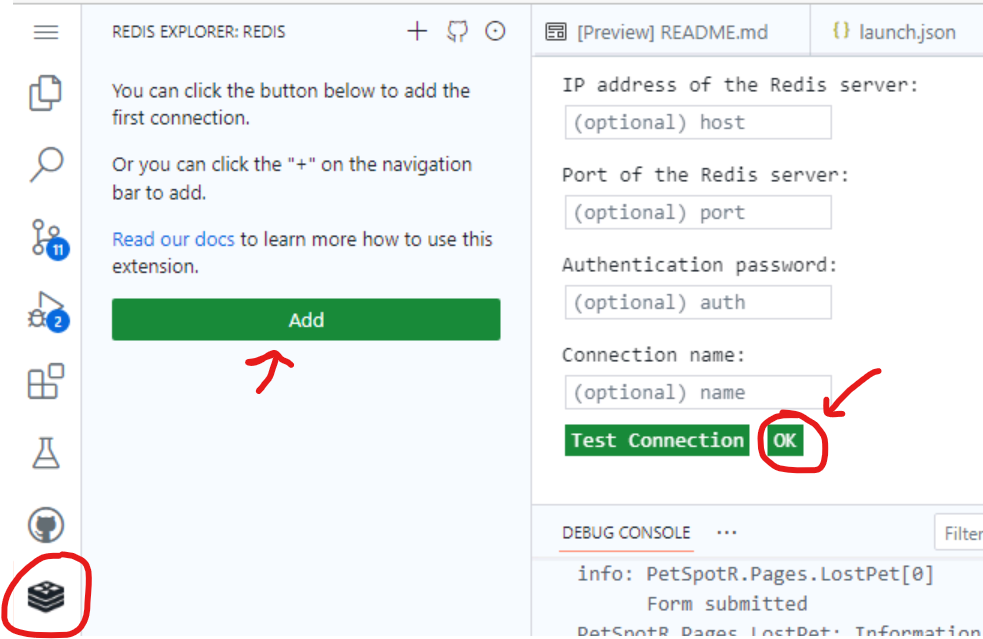 REDIS EXPLORER: REDIS
You can click the button below to add the
first connection.
Or you can click the "+" on the navigation
bar to add.
Read our docs to learn more how to use this
extension.
Add
11
2
[Preview] README.md
{} launch.json
IP address of the Redis server:
(optional) host
Port of the Redis server:
(optional) port
Authentication password:
(optional) auth
Connection name:
(optional) name
Test Connection OK
DEBUG CONSOLE ...
Filter
info: PetSpotR.Pages.LostPet[0]
Form submitted
PetSpotR.Pages.LostPet: Information